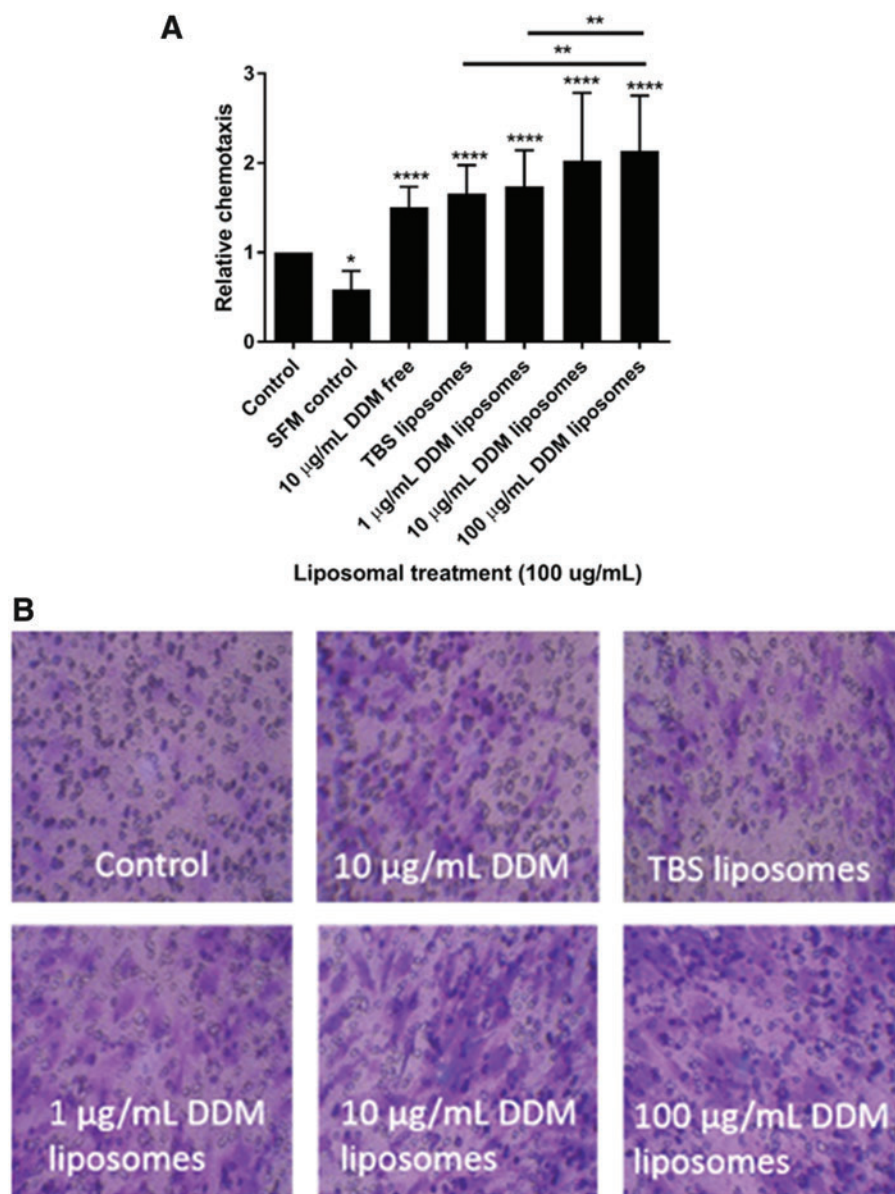 A
**
**
3
2
1
0
Relative chemotaxis
*
****
****
****
****
****
Control
SFM control
10 μg/mL DDM free
TBS liposomes
1 μg/mL DDM liposomes
10 μg/mL DDM liposomes
100 μg/mL DDM liposomes
Liposomal treatment (100 ug/mL)
B
Control
10 μg/mL DDM
TBS liposomes
1 μg/mL DDM
liposomes
10 μg/mL DDM
liposomes
100 μg/mL DDM
liposomes